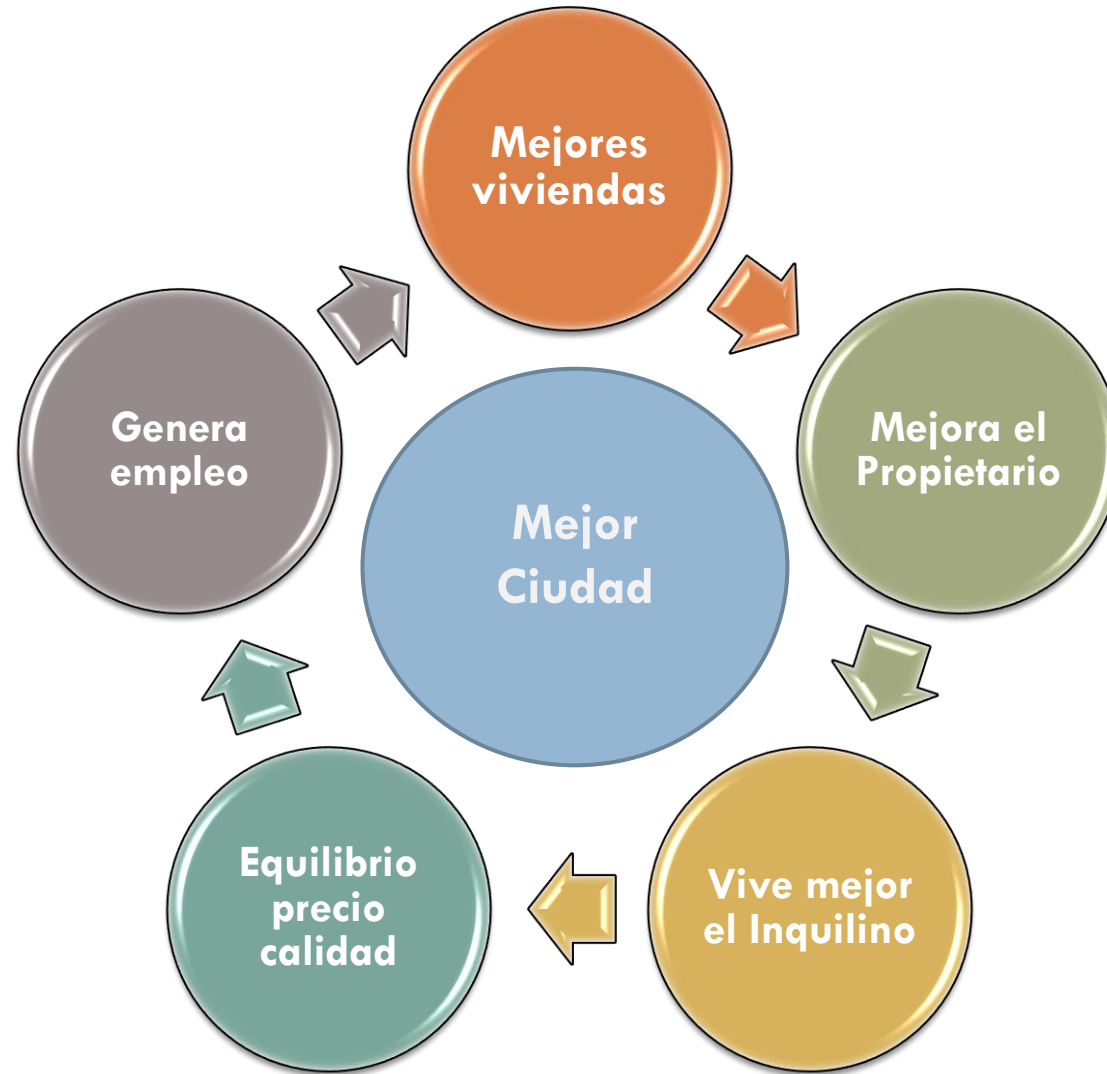 Mejores
viviendas
Mejora el
Propietario
Vive mejor
el Inquilino
Equilibrio
precio
calidad
Genera
empleo
Mejor
Ciudad